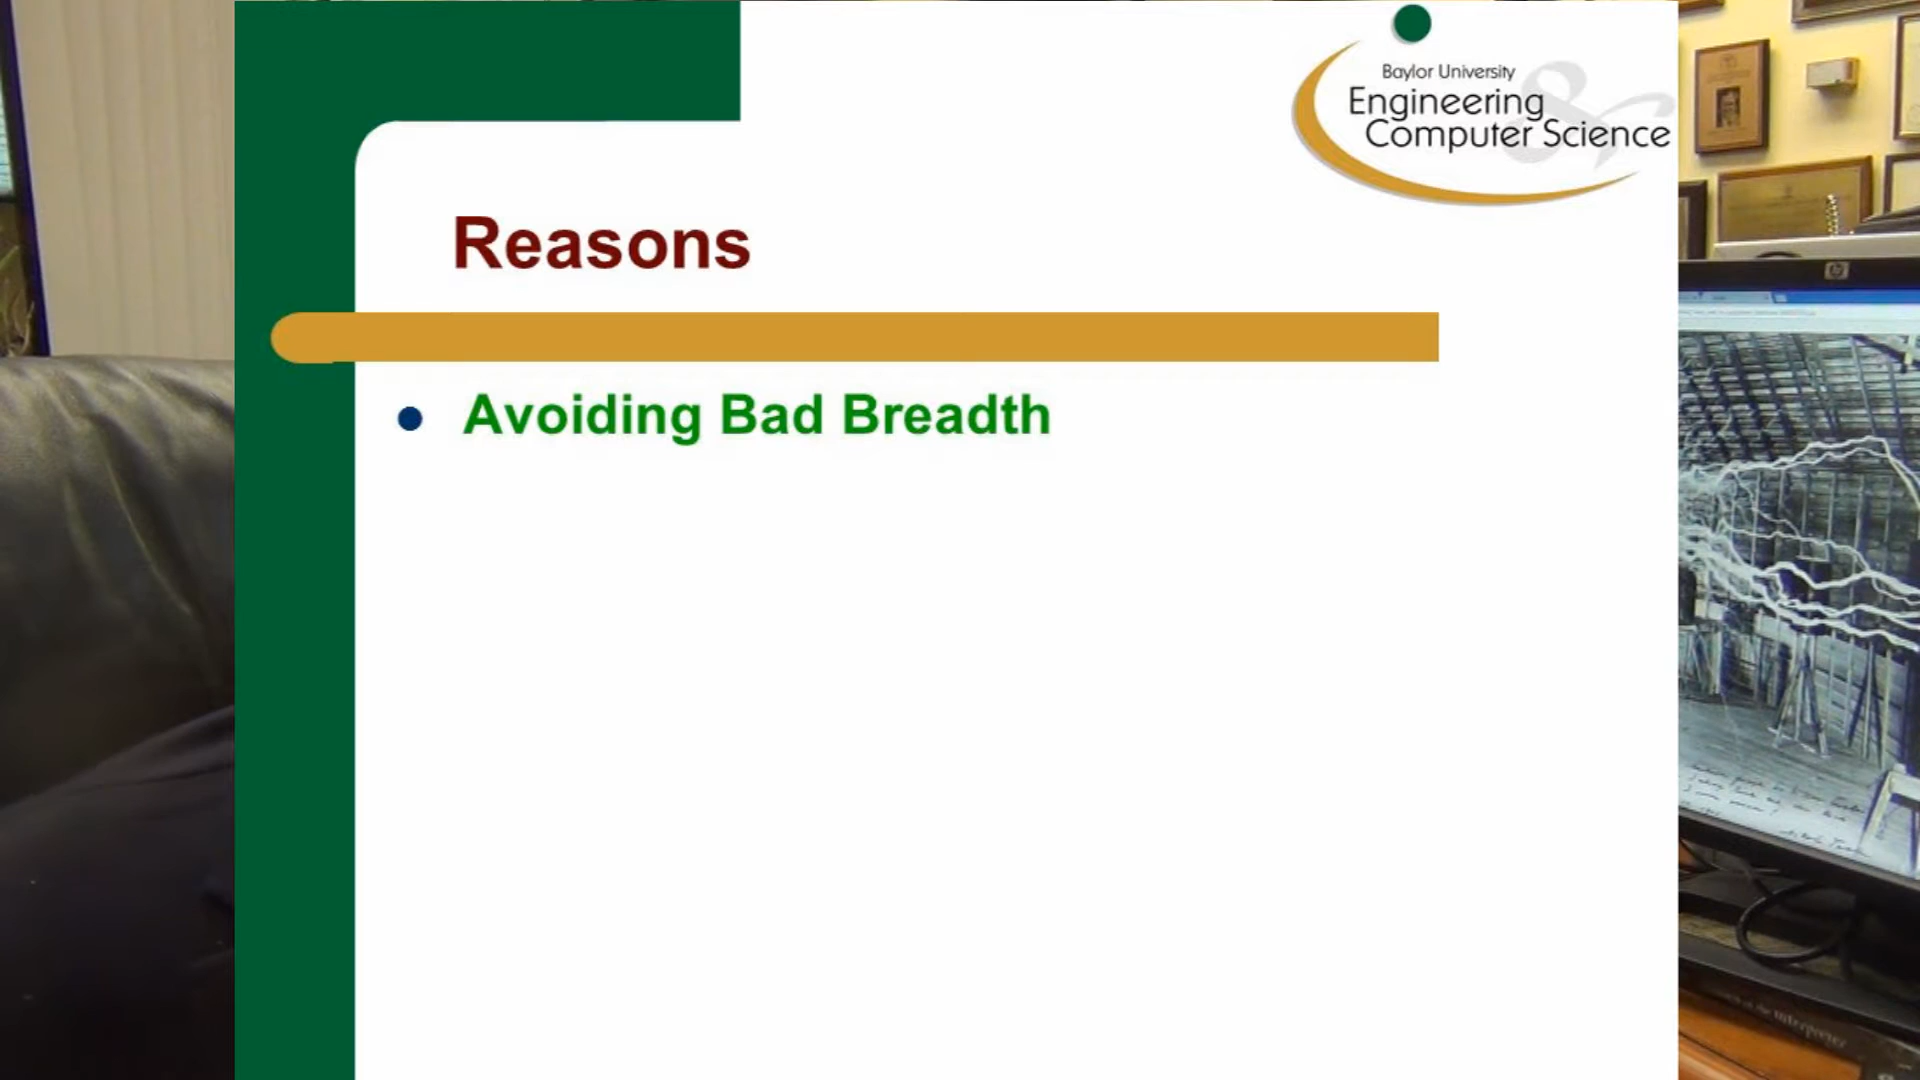 Baylor University
Engineering &
Computer Science
Reasons
Avoiding Bad Breadth